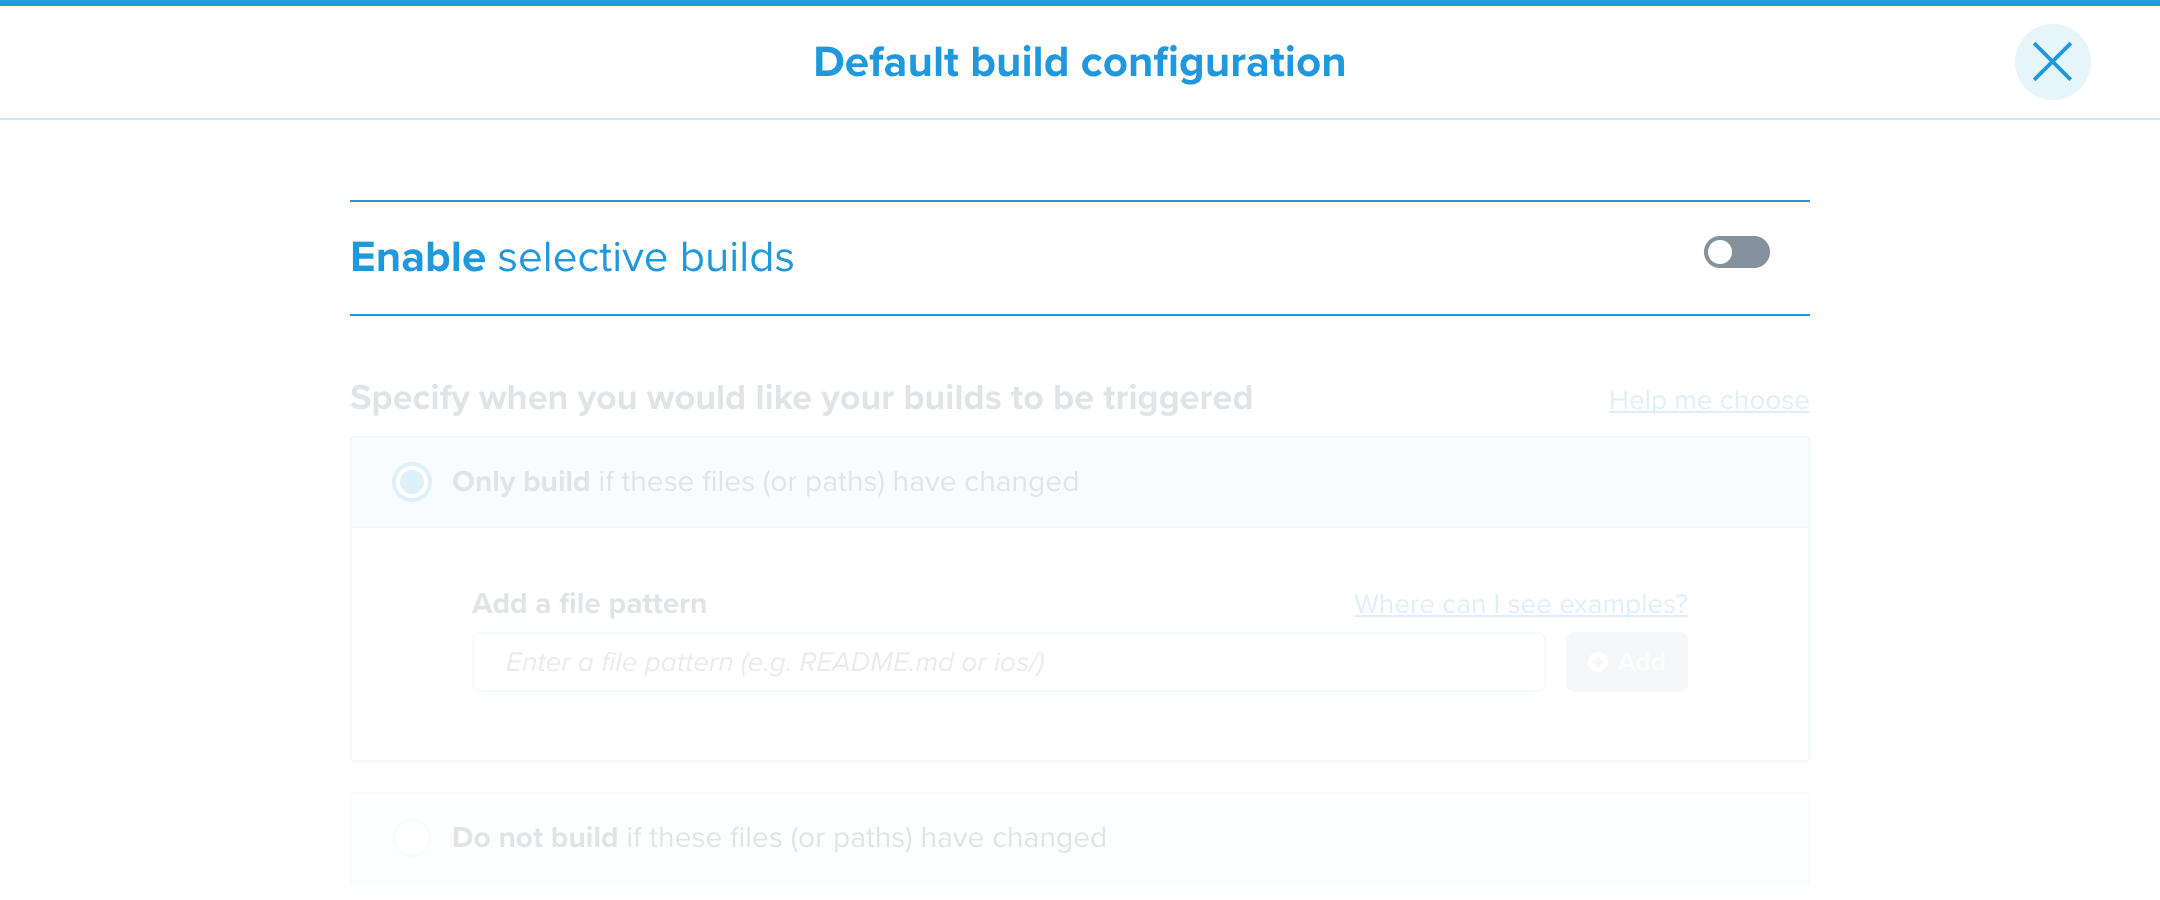 Default build configuration
Enable selective builds
Specify when you would like your builds to be triggered
Help me choose
Only build if these files (or paths) have changed
Add a file pattern
Where can I see examples?
Enter a file pattern (e.g. README.md or ios/)
Add
Do not build if these files (or paths) have changed